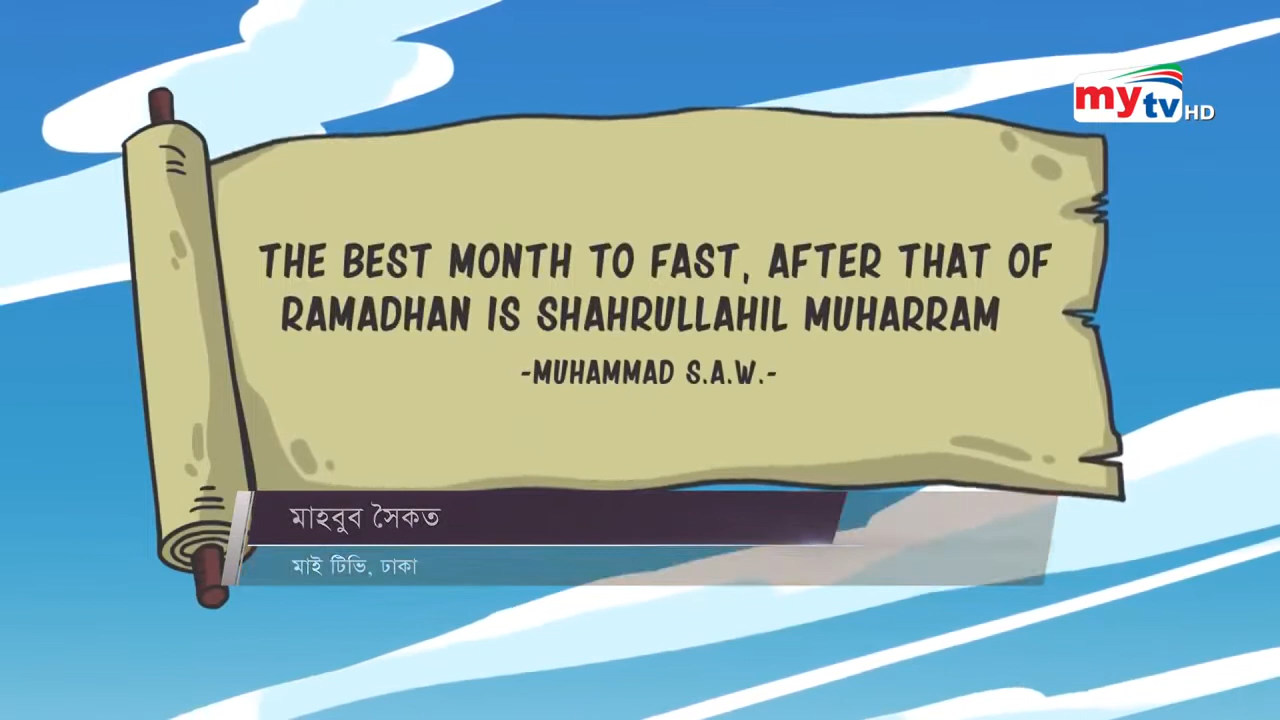 mytv HD
THE BEST MONTH TO FAST, AFTER THAT OF
RAMADHAN IS SHAHRULLAHIL MUHARRAM
-MUHAMMAD S.A.W.-
মাহবুব সৈকত
মাই টিভি, ঢাকা